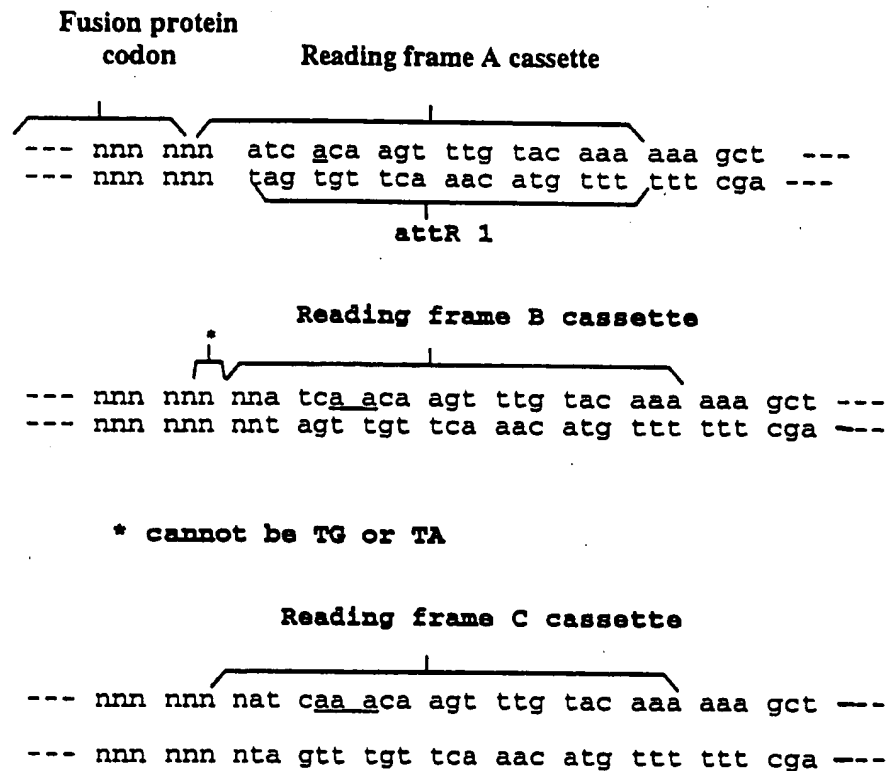 Fusion protein
codon
Reading frame A cassette
--- nnn nnn atc aca agt ttg tac aaa aaa gct ---
--- nnn nnn tag tgt tca aac atg ttt ttt cga ---
attR 1
Reading frame B cassette
*
--- nnn nnn nna tca aca agt ttg tac aaa aaa gct ---
--- nnn nnn nnt agt tgt tca aac atg ttt ttt cga ---
* cannot be TG or TA
Reading frame C cassette
--- nnn nnn nat caa aca agt ttg tac aaa aaa gct ---
--- nnn nnn nta gtt tgt tca aac atg ttt ttt cga ---